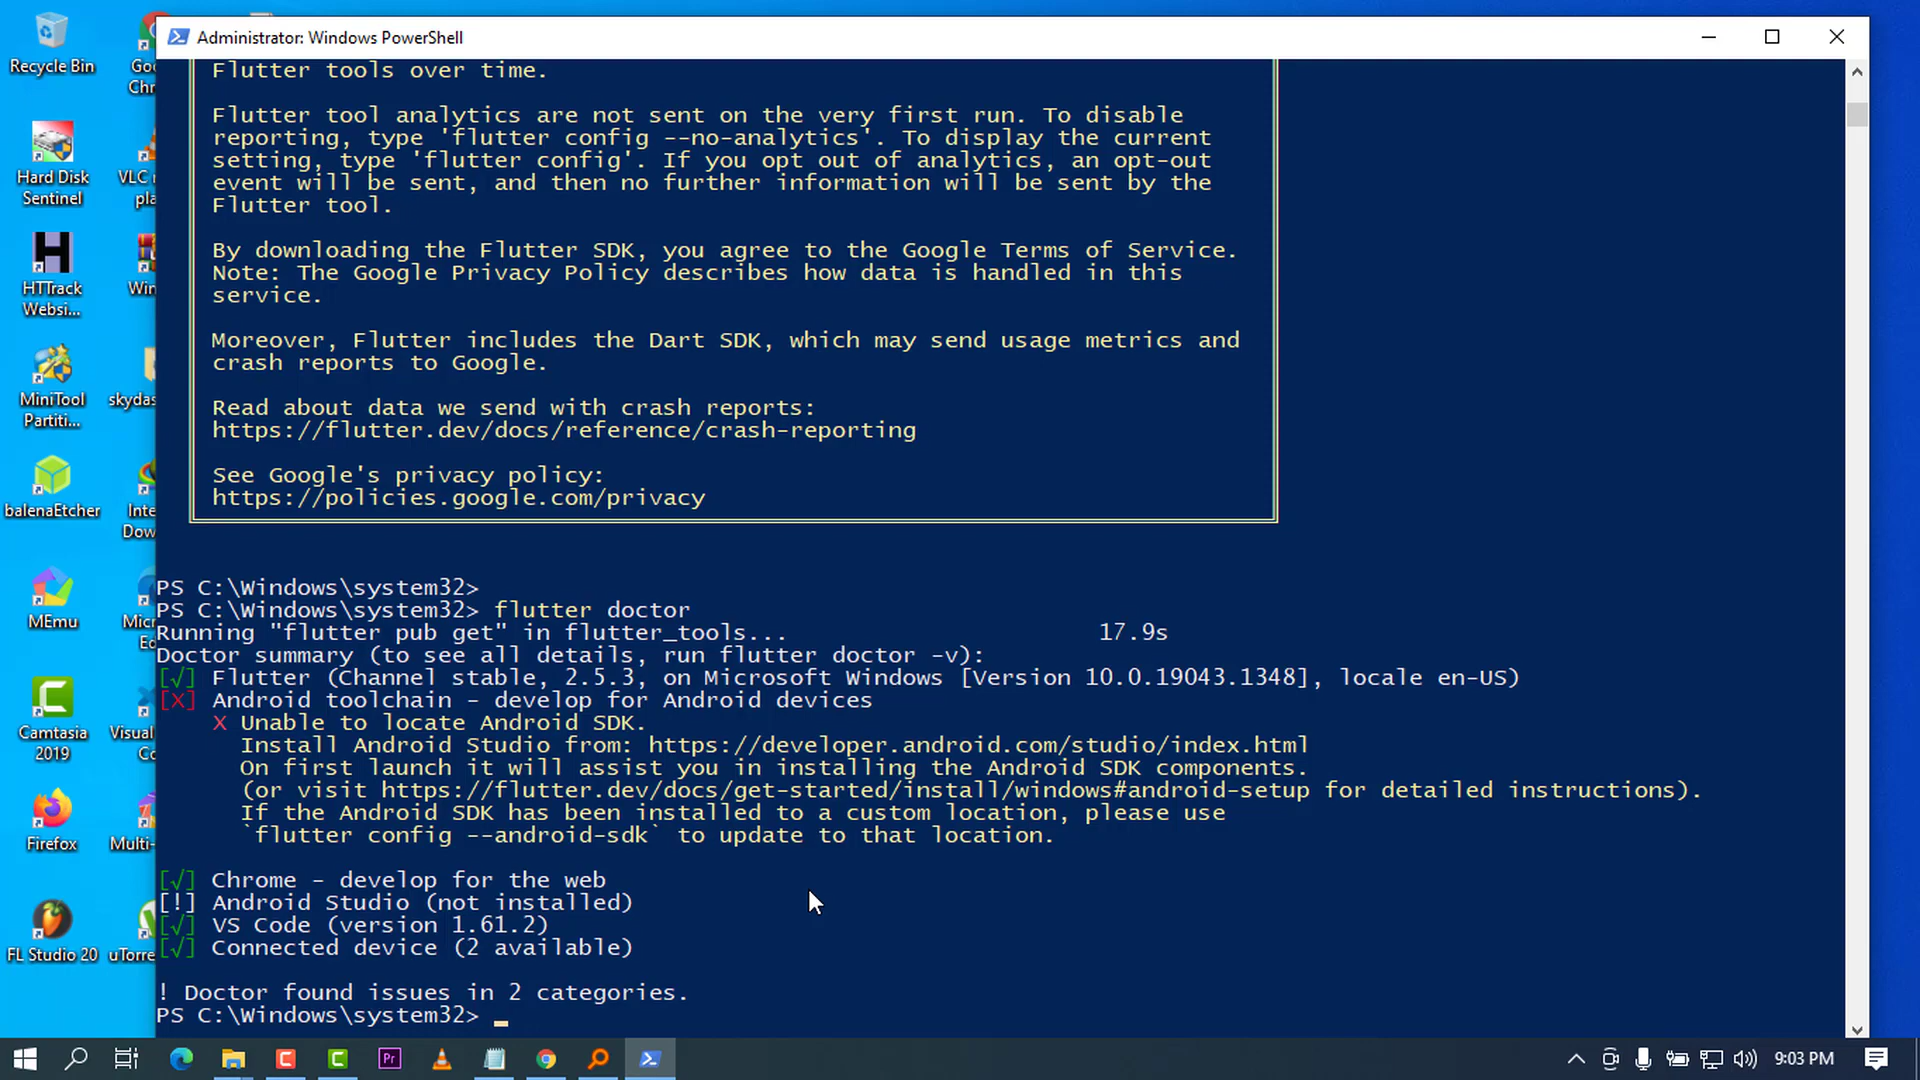 Administrator: Windows PowerShell
Flutter tools over time.
Flutter tool analytics are not sent on the very first run. To disable
reporting, type 'flutter config --no-analytics'. To display the current
setting, type 'flutter config'. If you opt out of analytics, an opt-out
event will be sent, and then no further information will be sent by the
Flutter tool.
By downloading the Flutter SDK, you agree to the Google Terms of Service.
Note: The Google Privacy Policy describes how data is handled in this
service.
Moreover, Flutter includes the Dart SDK, which may send usage metrics and
crash reports to Google.
Read about data we send with crash reports:
https://flutter.dev/docs/reference/crash-reporting
See Google's privacy policy:
https://policies.google.com/privacy
PS C:\Windows\system32>
PS C:\Windows\system32> flutter doctor
Running "flutter pub get" in flutter_tools... 17.9s
Doctor summary (to see all details, run flutter doctor -v):
[√] Flutter (Channel stable, 2.5.3, on Microsoft Windows [Version 10.0.19043.1348], locale en-US)
[X] Android toolchain - develop for Android devices
X Unable to locate Android SDK.
Install Android Studio from: https://developer.android.com/studio/index.html
On first launch it will assist you in installing the Android SDK components.
(or visit https://flutter.dev/docs/get-started/install/windows#android-setup for detailed instructions).
If the Android SDK has been installed to a custom location, please use
`flutter config --android-sdk` to update to that location.
[√] Chrome - develop for the web
[!] Android Studio (not installed)
[√] VS Code (version 1.61.2)
[√] Connected device (2 available)
! Doctor found issues in 2 categories.
PS C:\Windows\system32>
Recycle Bin
Goo
Chr
Hard Disk
Sentinel
VLC
pla
HTTrack
Websi...
Win
MiniTool
Partiti...
skydas
balenaEtcher
Inte
Dow
MEmu
Micr
Ed
Camtasia
2019
Visual
Co
Firefox
Multi-
FL Studio 20
uTorre
Pr
9:03 PM